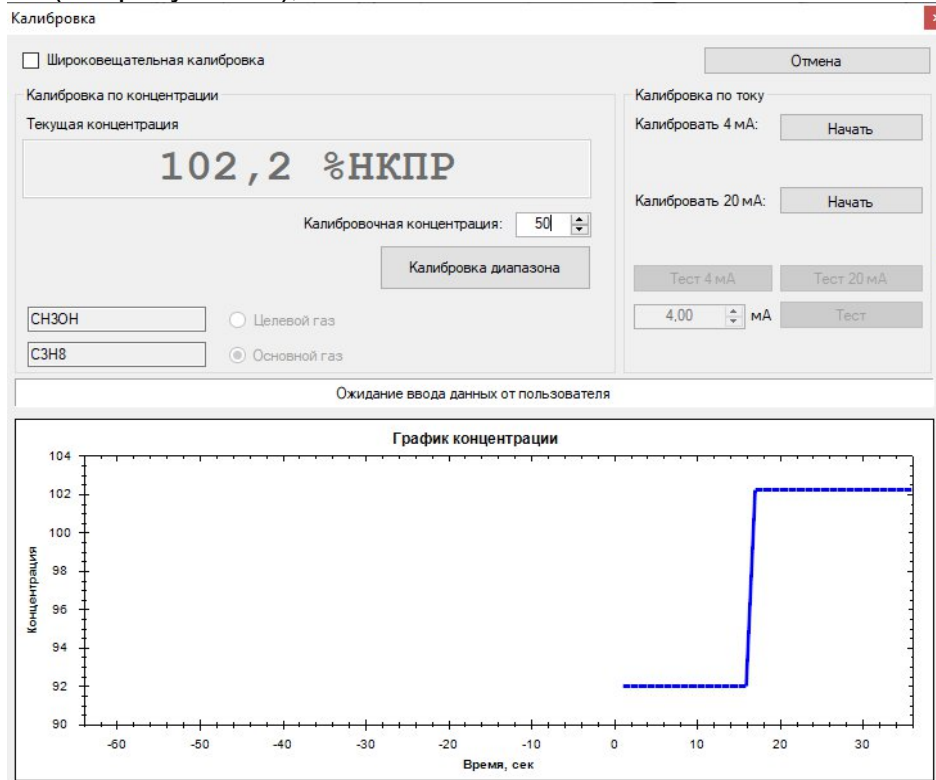 Калибровка
Широковещательная калибровка
Отмена
Калибровка по концентрации
Текущая концентрация
102,2 %НКПР
Калибровочная концентрация: 50
Калибровка диапазона
CH3OH
Целевой газ
C3H8
Основной газ
Калибровка по току
Калибровать 4 мА: Начать
Калибровать 20 мА: Начать
Тест 4 мА Тест 20 мА
4,00 мА Тест
Ожидание ввода данных от пользователя
График концентрации
104
102
100
98
96
94
92
90
Концентрация
-60 -50 -40 -30 -20 -10 0 10 20 30
Время, сек